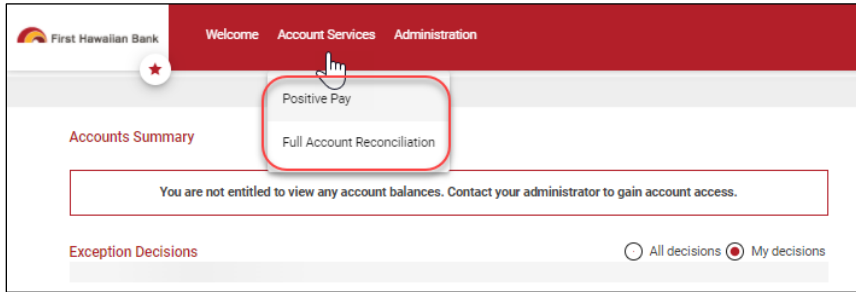 First Hawaiian Bank
Welcome Account Services Administration
Positive Pay
Full Account Reconciliation
Accounts Summary
You are not entitled to view any account balances. Contact your administrator to gain account access.
Exception Decisions
All decisions My decisions